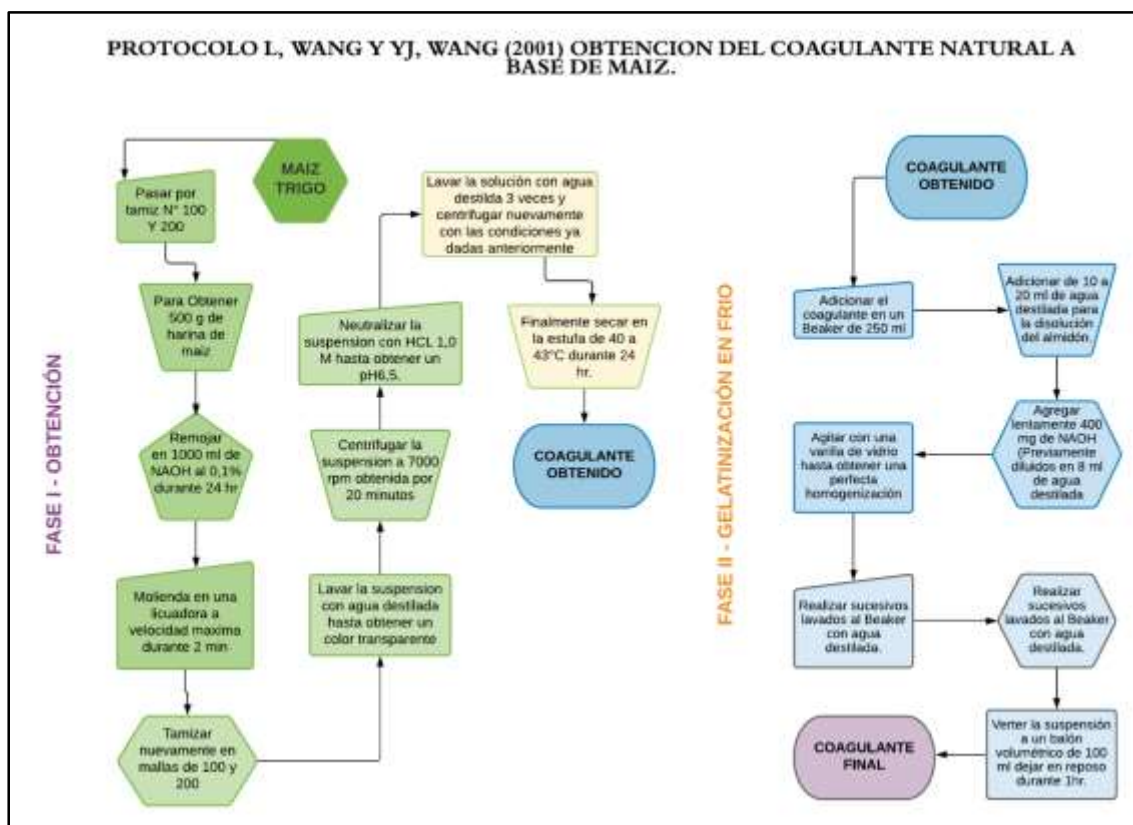 PROTOCOLO L, WANG Y YJ, WANG (2001) OBTENCION DEL COAGULANTE NATURAL A
BASE DE MAIZ.
FASE I - OBTENCIÓN
MAIZ
TRIGO
Pasar por
tamiz N° 100
Y 200
Para Obtener
500 g de
harina de
maiz
Remojar
en 1000 ml de
NAOH al 0,1%
durante 24 hr
Molienda en una
licuadora a
velocidad maxima
durante 2 min
Tamizar
nuevamente en
mallas de 100 y
200
Lavar la suspension
con agua destilada
hasta obtener un
color transparente
Centrifugar la
suspension a 7000
rpm obtenida por
20 minutos
Neutralizar la
suspension con HCL 1,0
M hasta obtener un
pH6,5.
Lavar la solución con agua
destilda 3 veces y
centrifugar nuevamente
con las condiciones ya
dadas anteriormente
Finalmente secar en
la estufa de 40 a
43°C durante 24
hr.
COAGULANTE
OBTENIDO
FASE II - GELATINIZACIÓN EN FRIO
COAGULANTE
OBTENIDO
Adicionar el
coagulante en un
Beaker de 250 ml
Adicionar de 10 a
20 ml de agua
destilada para
la disolución
del almidón.
Agregar
lentamente 400
mg de NAOH
(Previamente
diluidos en 8 ml
de agua
destilada
Agitar con una
varilla de vidrio
hasta obtener una
perfecta
homogenización
Realizar sucesivos
lavados al Beaker
con agua
destilada.
Realizar
sucesivos
lavados al Beaker
con agua
destilada.
Verter la suspensión
a un balón
volumétrico de 100
ml dejar en reposo
durante 1hr.
COAGULANTE
FINAL